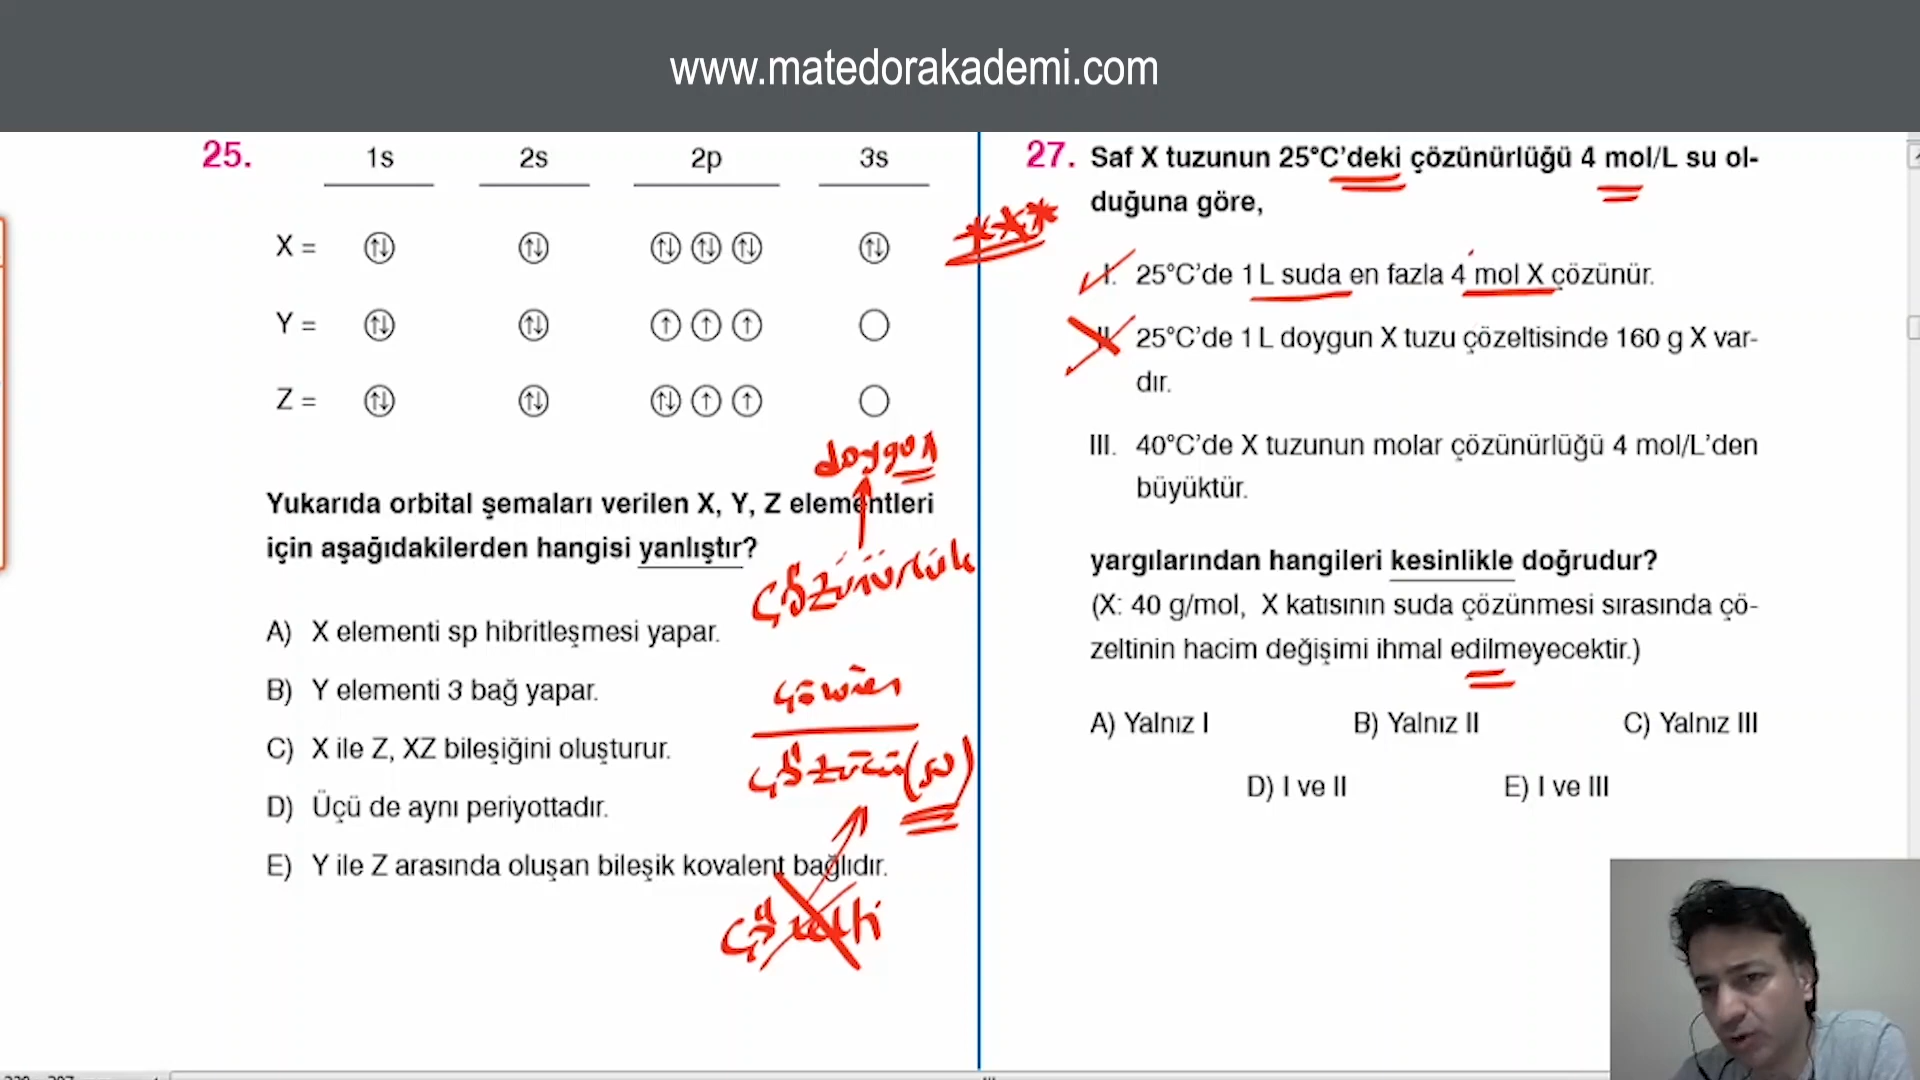 www.matedorakademi.com
25. 1s 2s 2p 3s
X =
Y =
Z =
Yukarıda orbital şemaları verilen X, Y, Z elementleri
için aşağıdakilerden hangisi yanlıştır?
A) X elementi sp hibritleşmesi yapar.
B) Y elementi 3 bağ yapar.
C) X ile Z, XZ bileşiğini oluşturur.
D) Üçü de aynı periyottadır.
E) Y ile Z arasında oluşan bileşik kovalent bağlıdır.
doygun
çözünürlük
çözünen
çözücü (su)
27. Saf X tuzunun 25°C'deki çözünürlüğü 4 mol/L su ol-
duğuna göre,
I. 25°C'de 1 L suda en fazla 4 mol X çözünür.
II. 25°C'de 1 L doygun X tuzu çözeltisinde 160 g X var-
dır.
III. 40°C'de X tuzunun molar çözünürlüğü 4 mol/L'den
büyüktür.
yargılarından hangileri kesinlikle doğrudur?
(X: 40 g/mol, X katısının suda çözünmesi sırasında çö-
zeltinin hacim değişimi ihmal edilmeyecektir.)
A) Yalnız I B) Yalnız II C) Yalnız III
D) I ve II E) I ve III